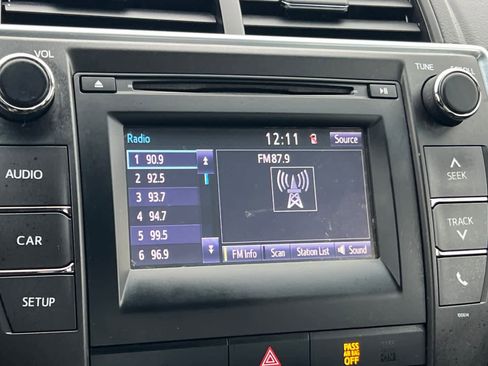 VOL
TUNE
SCROLL
Radio 12:11 Source
1 90.9
FM87.9
2 92.5
3 93.7
4 94.7
5 99.5
6 96.9
FM Info Scan Station List Sound
AUDIO
CAR
SETUP
SEEK
TRACK
PASS
AIR BAG
OFF
ON